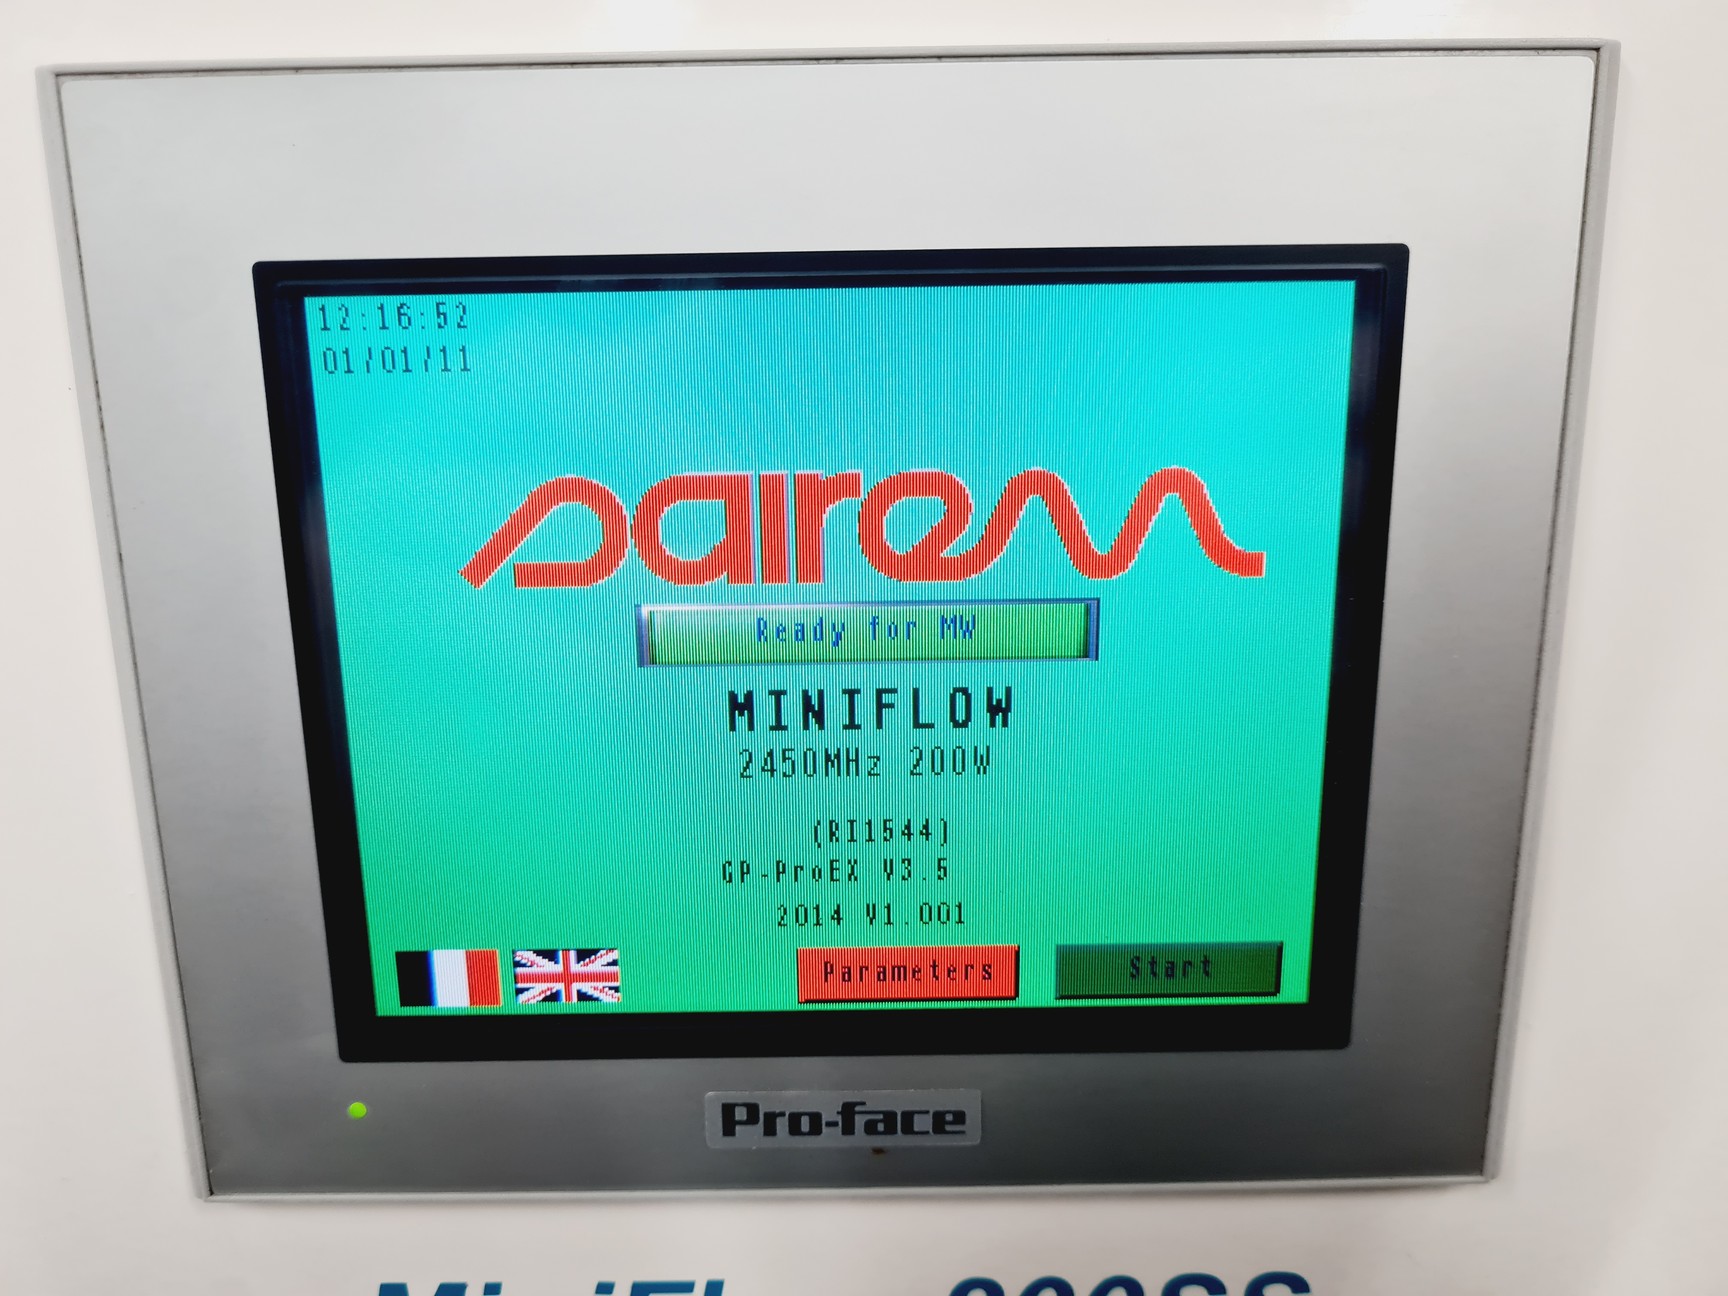 12:16:52
01/01/11
sairem
Ready for MW
MINIFLOW
2450MHz 200W
(RI1544)
GP-ProEX V3.5
2014 V1.001
Parameters
Start
Pro-face